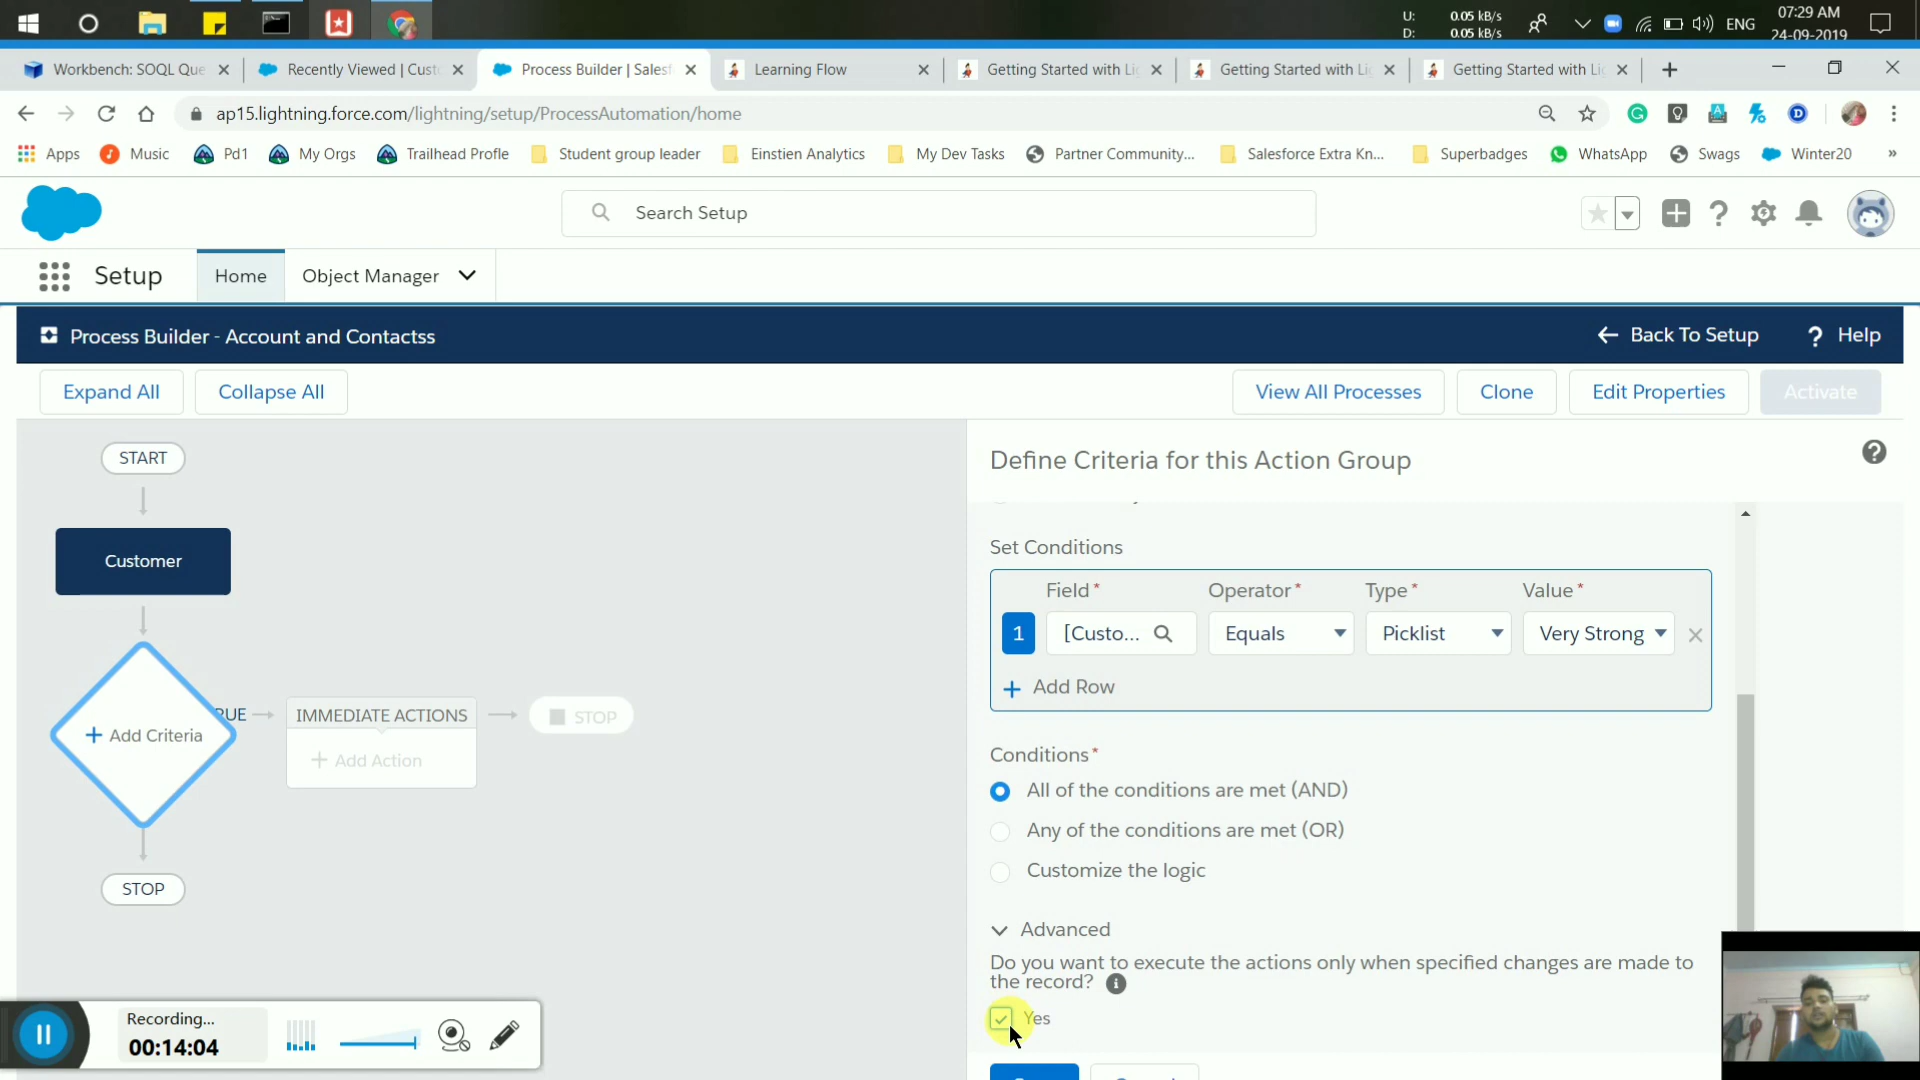 U: 0.05 kB/s
D: 0.05 kB/s
ENG
07:29 AM
24-09-2019
Workbench: SOQL Que
Recently Viewed | Cust
Process Builder | Salesf
Learning Flow
Getting Started with Lig
Getting Started with Lig
Getting Started with Lig
ap15.lightning.force.com/lightning/setup/ProcessAutomation/home
Apps
Music
Pd1
My Orgs
Trailhead Profle
Student group leader
Einstien Analytics
My Dev Tasks
Partner Community...
Salesforce Extra Kn...
Superbadges
WhatsApp
Swags
Winter20
»
Search Setup
Setup
Home
Object Manager
Process Builder - Account and Contactss
Back To Setup
? Help
Expand All
Collapse All
View All Processes
Clone
Edit Properties
Activate
START
Customer
+ Add Criteria
RUE
IMMEDIATE ACTIONS
+ Add Action
STOP
STOP
Define Criteria for this Action Group
Set Conditions
Field*
Operator*
Type*
Value*
1
[Custo...
Equals
Picklist
Very Strong
+ Add Row
Conditions*
All of the conditions are met (AND)
Any of the conditions are met (OR)
Customize the logic
Advanced
Do you want to execute the actions only when specified changes are made to
the record?
Yes
Recording...
00:14:04